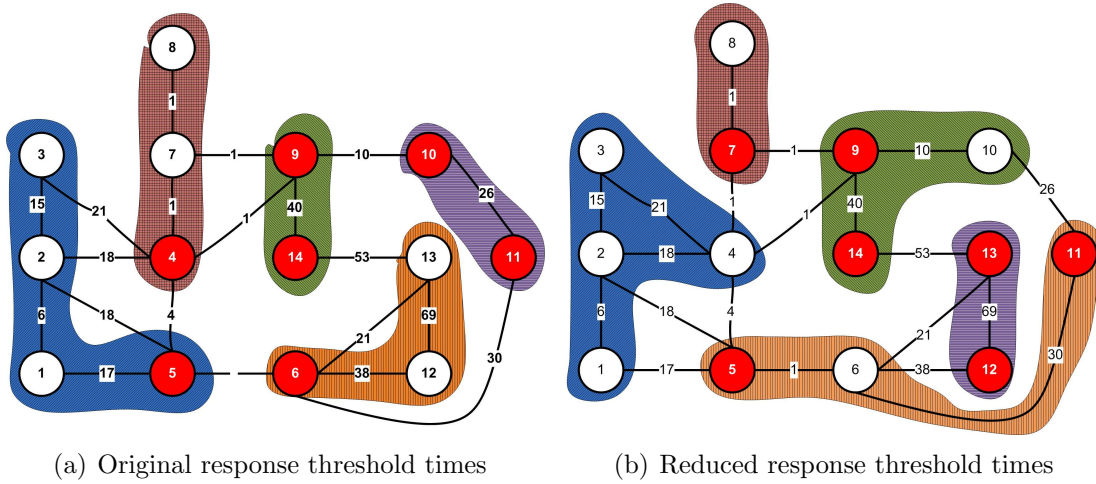 8
1
3 7 1 9 10 10
15 21 1 1 40 26
2 18 4 14 53 13 11
6 18 4 21 69
30
1 17 5 6 38 12
(a) Original response threshold times
8
1
3 7 1 9 10 10
15 21 1 1 40 26
2 18 4 14 53 13 11
6 18 4 21 69
30
1 17 5 1 6 38 12
(b) Reduced response threshold times